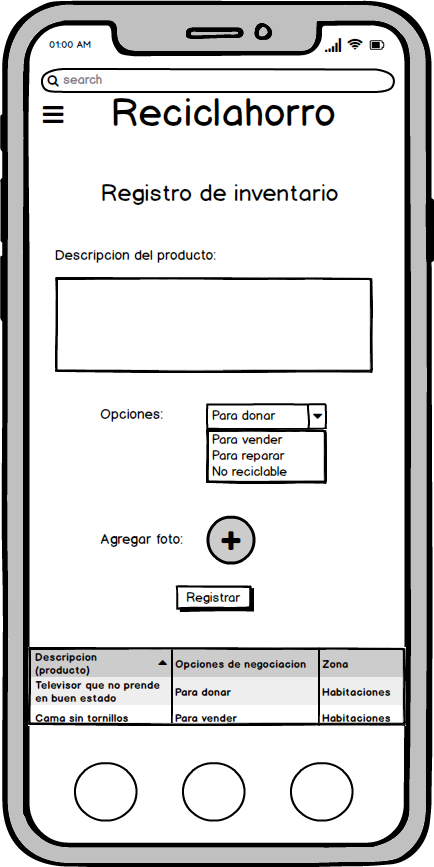 01:00 AM
search
Reciclahorro
Registro de inventario
Descripcion del producto:
Opciones:
Para donar
Para vender
Para reparar
No reciclable
Agregar foto:
Registrar
Descripcion
(producto)
Opciones de negociacion
Zona
Televisor que no prende
en buen estado
Para donar
Habitaciones
Cama sin tornillos
Para vender
Habitaciones